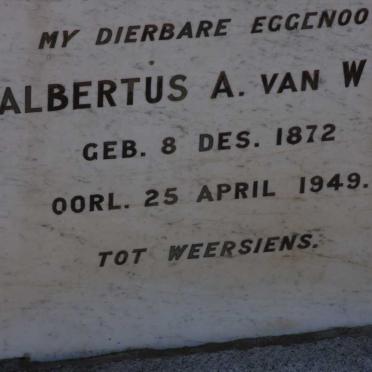 MY DIERBARE EGGENOO
ALBERTUS A. VAN W
GEB. 8 DES. 1872
OORL. 25 APRIL 1949.
TOT WEERSIENS.